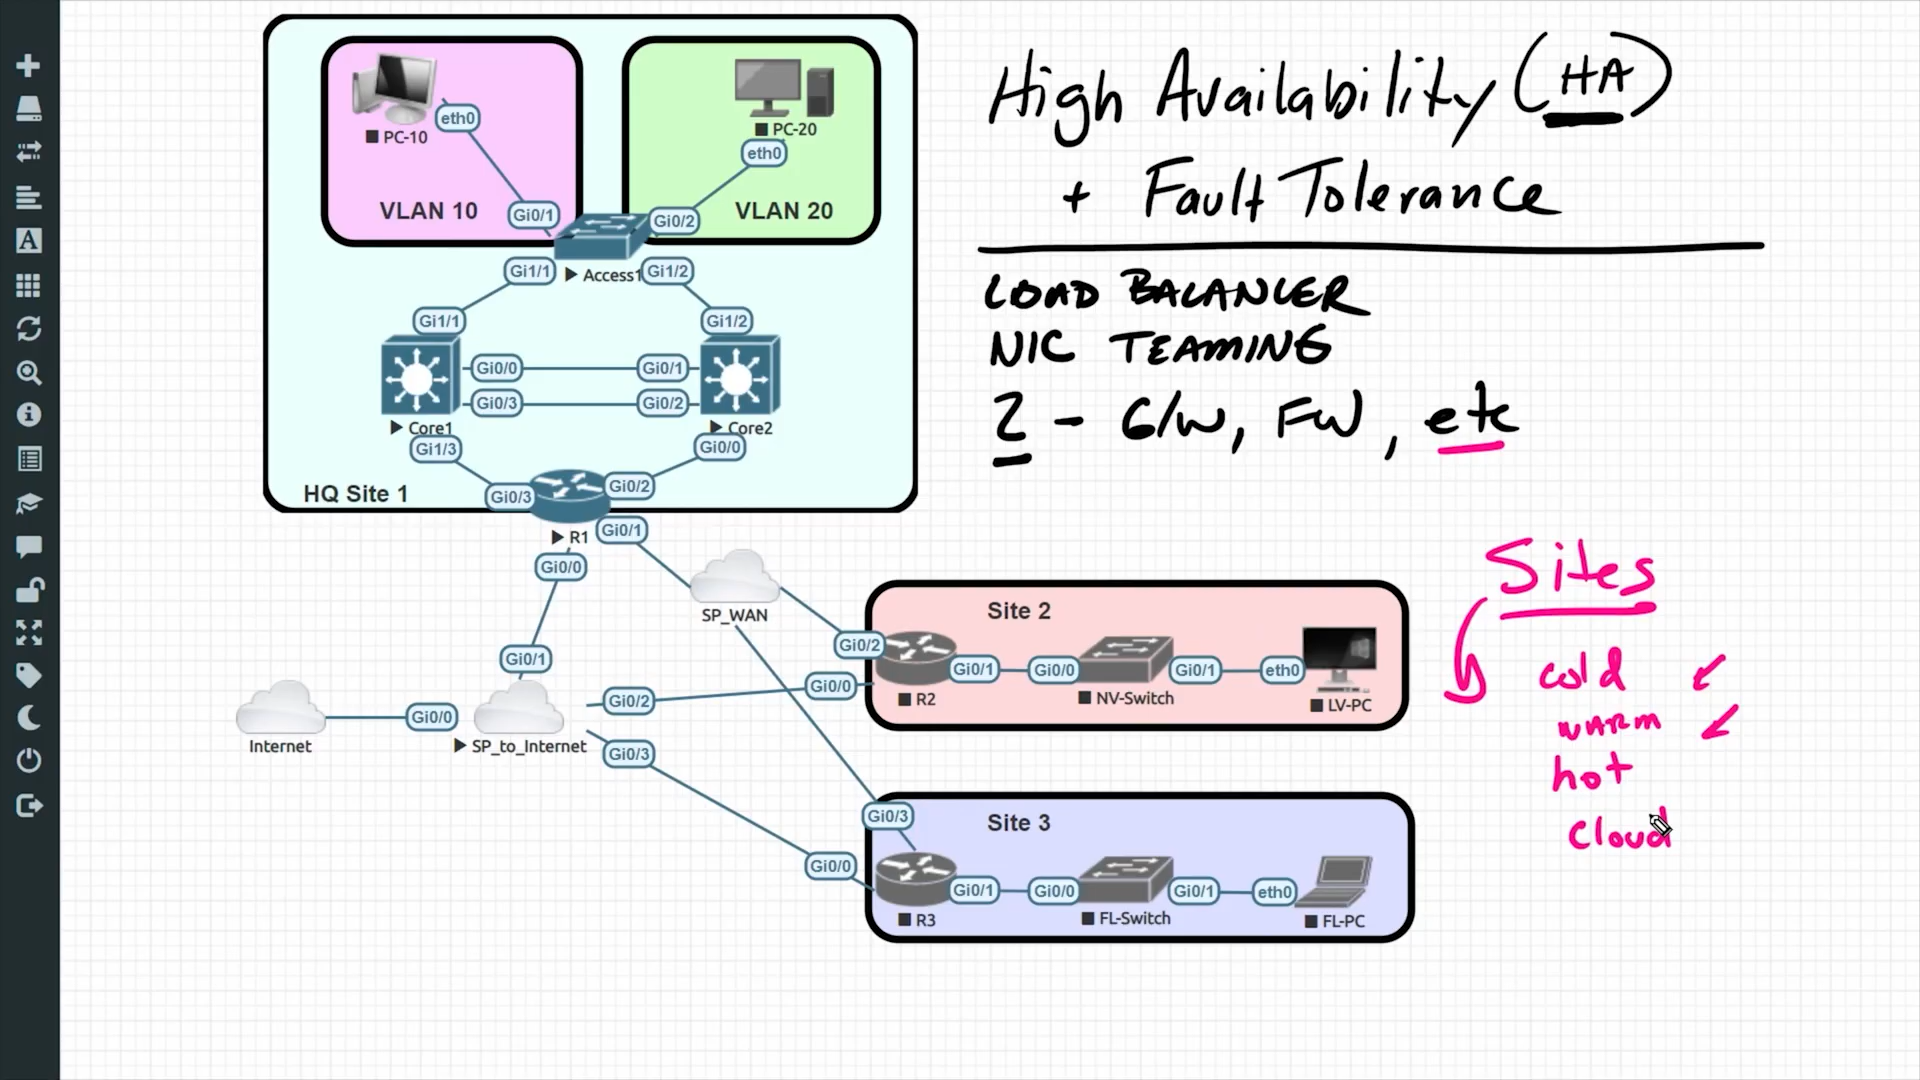 PC-10
eth0
Gi0/1
VLAN 10
PC-20
eth0
Gi0/2
VLAN 20
Gi1/1
Access1
Gi1/2
Gi1/1
Gi1/2
Gi0/0
Gi0/1
Gi0/3
Gi0/2
Core1
Core2
Gi1/3
Gi0/0
Gi0/3
Gi0/2
HQ Site 1
R1
Gi0/1
Gi0/0
SP_WAN
Gi0/1
Internet
Gi0/0
SP_to_Internet
Gi0/2
Gi0/0
Gi0/3
Gi0/0
Site 2
Gi0/2
R2
Gi0/1
Gi0/0
NV-Switch
Gi0/1
eth0
LV-PC
Site 3
Gi0/3
R3
Gi0/1
Gi0/0
FL-Switch
Gi0/1
eth0
FL-PC
High Availability (HA)
+ Fault Tolerance
LOAD BALANCER
NIC TEAMING
2 - G/W, FW, etc
Sites
cold
warm
hot
Cloud